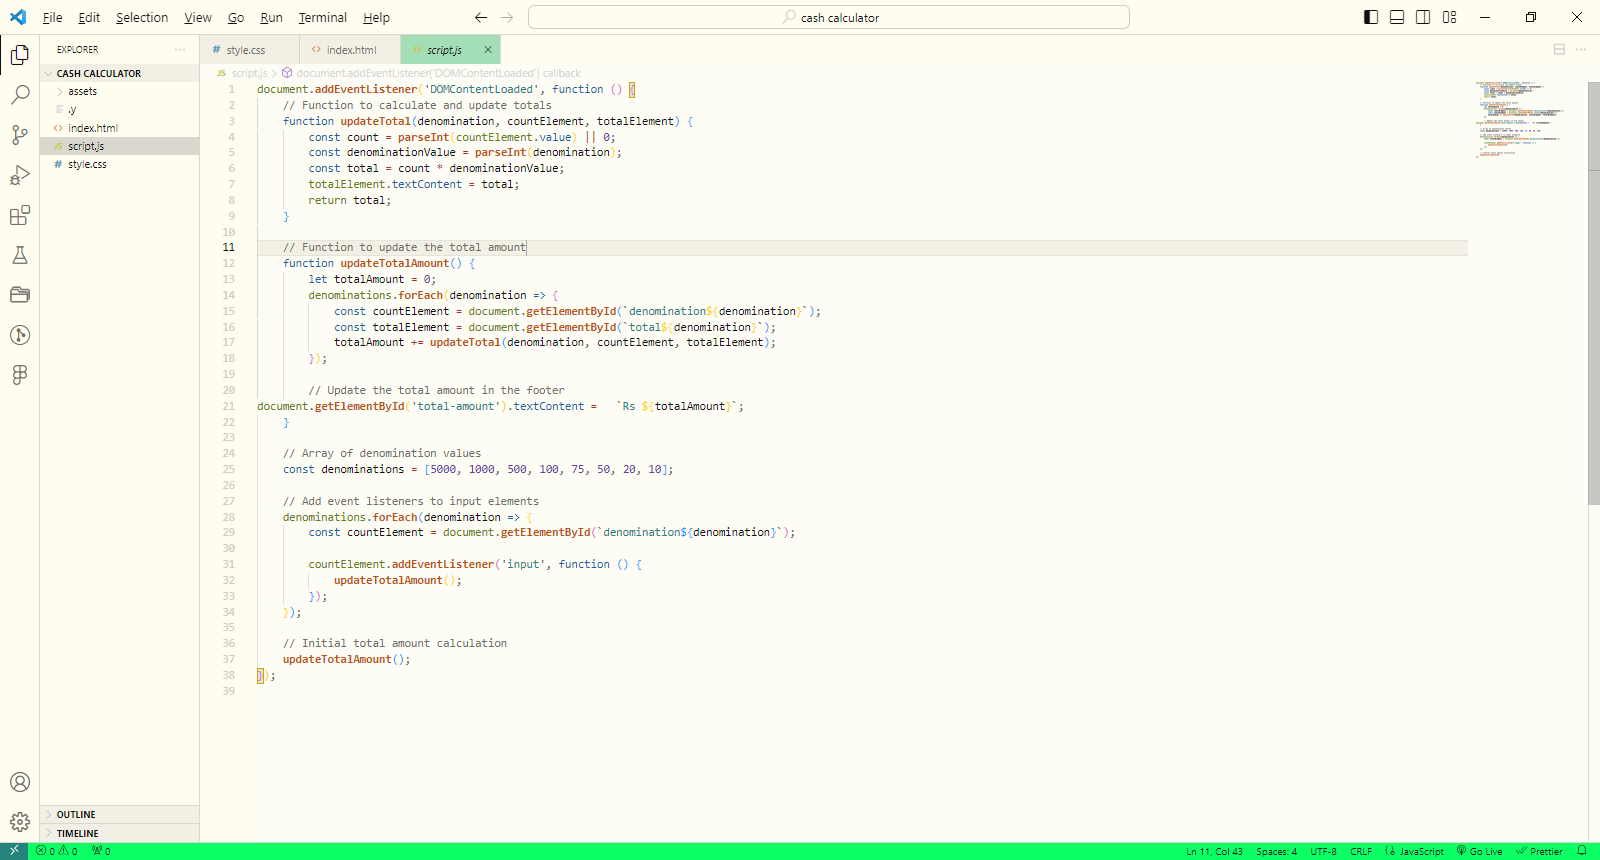 File Edit Selection View Go Run Terminal Help
cash calculator
EXPLORER
CASH CALCULATOR
assets
.y
index.html
JS script.js
# style.css
# style.css
index.html
JS script.js
JS script.js > document.addEventListener('DOMContentLoaded') callback
1 document.addEventListener('DOMContentLoaded', function () {
2 // Function to calculate and update totals
3 function updateTotal(denomination, countElement, totalElement) {
4 const count = parseInt(countElement.value) || 0;
5 const denominationValue = parseInt(denomination);
6 const total = count * denominationValue;
7 totalElement.textContent = total;
8 return total;
9 }
10
11 // Function to update the total amount
12 function updateTotalAmount() {
13 let totalAmount = 0;
14 denominations.forEach(denomination => {
15 const countElement = document.getElementById(`denomination${denomination}`);
16 const totalElement = document.getElementById(`total${denomination}`);
17 totalAmount += updateTotal(denomination, countElement, totalElement);
18 });
19
20 // Update the total amount in the footer
21 document.getElementById('total-amount').textContent = `Rs ${totalAmount}`;
22 }
23
24 // Array of denomination values
25 const denominations = [5000, 1000, 500, 100, 75, 50, 20, 10];
26
27 // Add event listeners to input elements
28 denominations.forEach(denomination => {
29 const countElement = document.getElementById(`denomination${denomination}`);
30
31 countElement.addEventListener('input', function () {
32 updateTotalAmount();
33 });
34 });
35
36 // Initial total amount calculation
37 updateTotalAmount();
38 });
39
OUTLINE
TIMELINE
0 0 0
Ln 11, Col 43 Spaces: 4 UTF-8 CRLF JavaScript Go Live Prettier